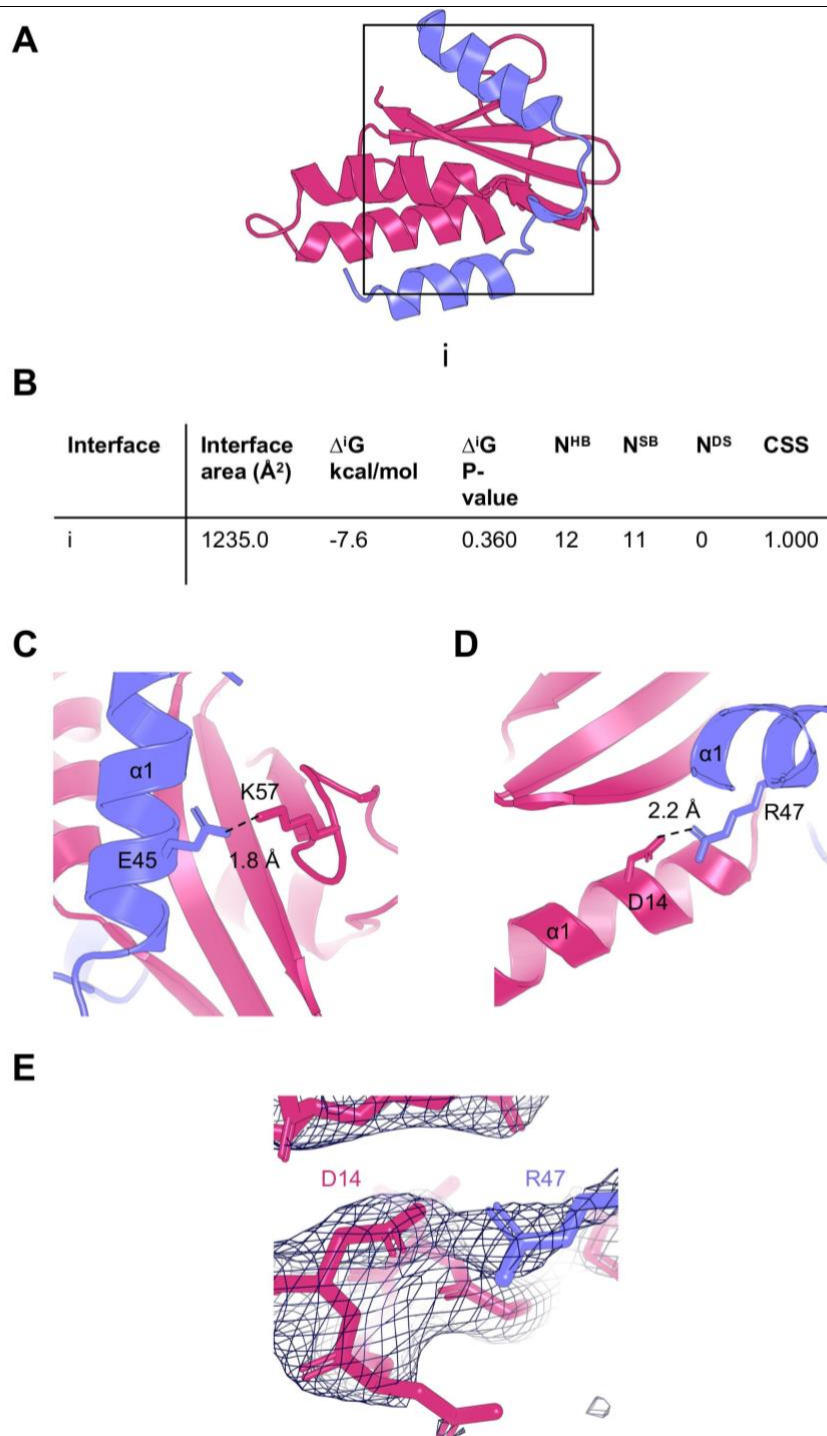 A
i
B
Interface Interface area (Å²) ΔⁱG kcal/mol ΔⁱG P-value Nᴴᴮ Nˢᴮ Nᴰˢ CSS
i 1235.0 -7.6 0.360 12 11 0 1.000
C
α1
K57
E45
1.8 Å
D
α1
2.2 Å
R47
D14
α1
E
D14 R47